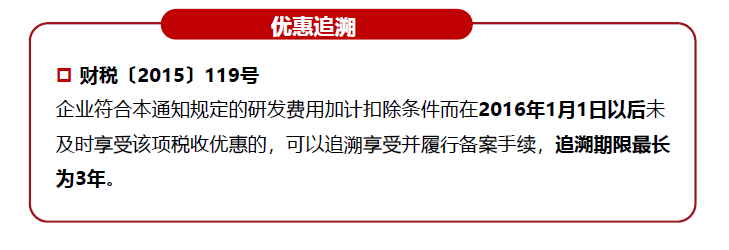 优惠追溯
财税〔2015〕119号
企业符合本通知规定的研发费用加计扣除条件而在2016年1月1日以后未
及时享受该项税收优惠的，可以追溯享受并履行备案手续，追溯期限最长
为3年。